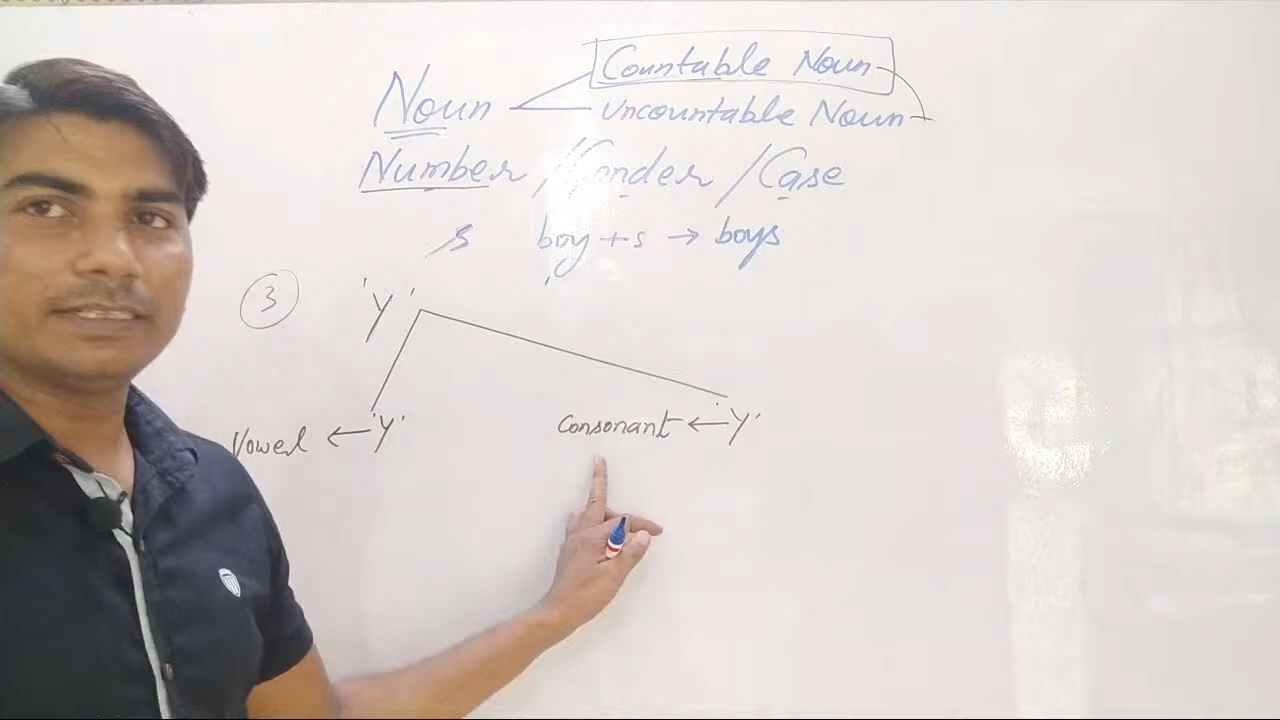 Countable Noun
Noun
Uncountable Noun
Number / Gender / Case
s boy + s → boys
3 'Y'
Vowel ← 'Y' Consonant ← 'Y'